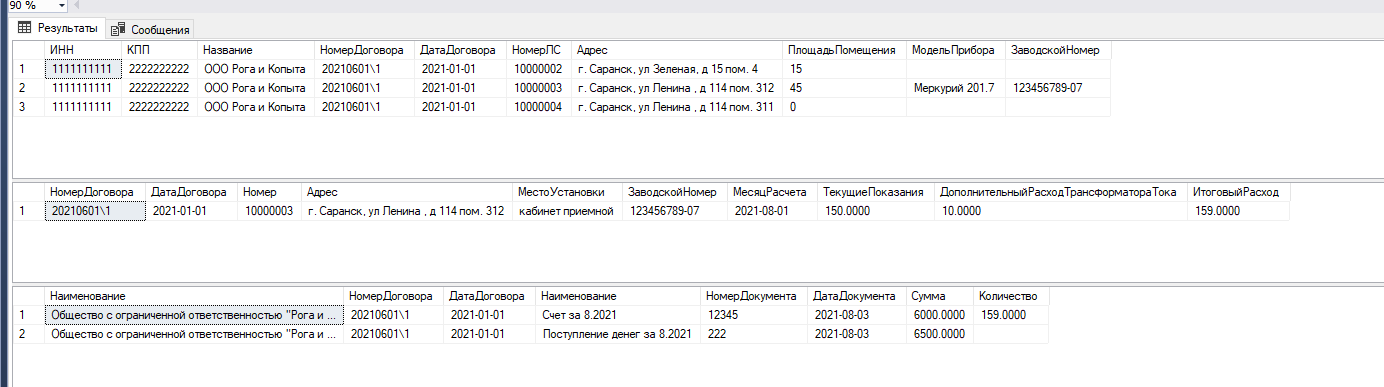 90 %
Результаты Сообщения
ИНН КПП Название НомерДоговора ДатаДоговора НомерЛС Адрес ПлощадьПомещения МодельПрибора ЗаводскойНомер
1 1111111111 2222222222 ООО Рога и Копыта 20210601\1 2021-01-01 10000002 г. Саранск, ул Зеленая, д 15 пом. 4 15
2 1111111111 2222222222 ООО Рога и Копыта 20210601\1 2021-01-01 10000003 г. Саранск, ул Ленина , д 114 пом. 312 45 Меркурий 201.7 123456789-07
3 1111111111 2222222222 ООО Рога и Копыта 20210601\1 2021-01-01 10000004 г. Саранск, ул Ленина , д 114 пом. 311 0
НомерДоговора ДатаДоговора Номер Адрес МестоУстановки ЗаводскойНомер МесяцРасчета ТекущиеПоказания ДополнительныйРасходТрансформатораТока ИтоговыйРасход
1 20210601\1 2021-01-01 10000003 г. Саранск, ул Ленина , д 114 пом. 312 кабинет приемной 123456789-07 2021-08-01 150.0000 10.0000 159.0000
Наименование НомерДоговора ДатаДоговора Наименование НомерДокумента ДатаДокумента Сумма Количество
1 Общество с ограниченной ответственностью "Рога и ... 20210601\1 2021-01-01 Счет за 8.2021 12345 2021-08-03 6000.0000 159.0000
2 Общество с ограниченной ответственностью "Рога и ... 20210601\1 2021-01-01 Поступление денег за 8.2021 222 2021-08-03 6500.0000